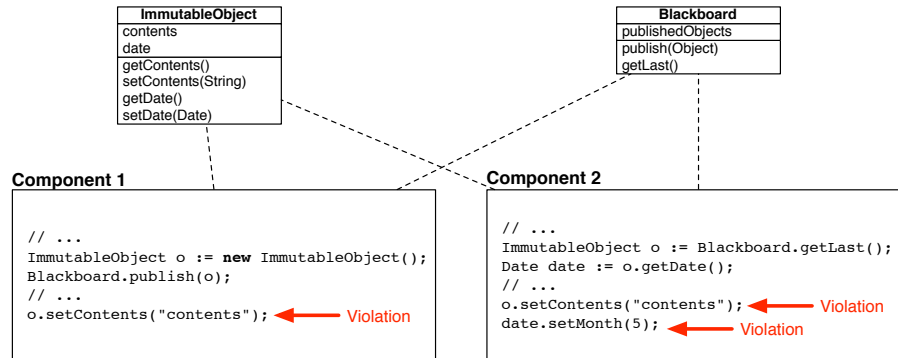 ImmutableObject
contents
date
getContents()
setContents(String)
getDate()
setDate(Date)
Blackboard
publishedObjects
publish(Object)
getLast()
Component 1
// ...
ImmutableObject o := new ImmutableObject();
Blackboard.publish(o);
// ...
o.setContents("contents"); Violation
Component 2
// ...
ImmutableObject o := Blackboard.getLast();
Date date := o.getDate();
// ...
o.setContents("contents"); Violation
date.setMonth(5); Violation